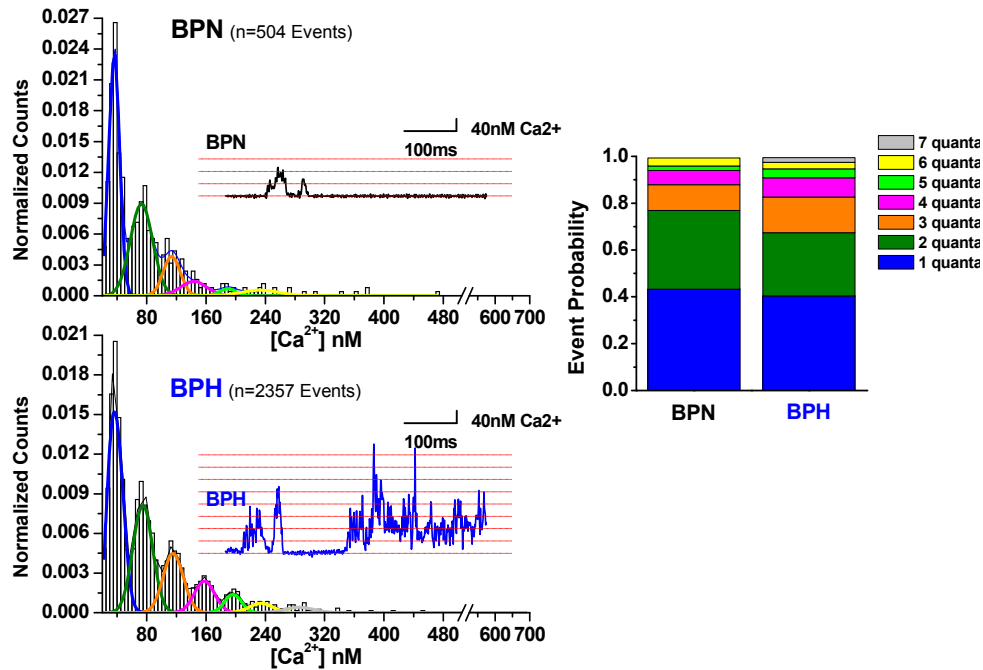 BPN (n=504 Events)
Normalized Counts
0.027
0.024
0.021
0.018
0.015
0.012
0.009
0.006
0.003
0.000
BPN
40nM Ca2+
100ms
80 160 240 320 400 480 600 700
[Ca²⁺] nM
BPH (n=2357 Events)
Normalized Counts
0.021
0.018
0.015
0.012
0.009
0.006
0.003
0.000
BPH
40nM Ca2+
100ms
80 160 240 320 400 480 600 700
[Ca²⁺] nM
Event Probability
1.0
0.8
0.6
0.4
0.2
0.0
BPN BPH
7 quanta
6 quanta
5 quanta
4 quanta
3 quanta
2 quanta
1 quanta